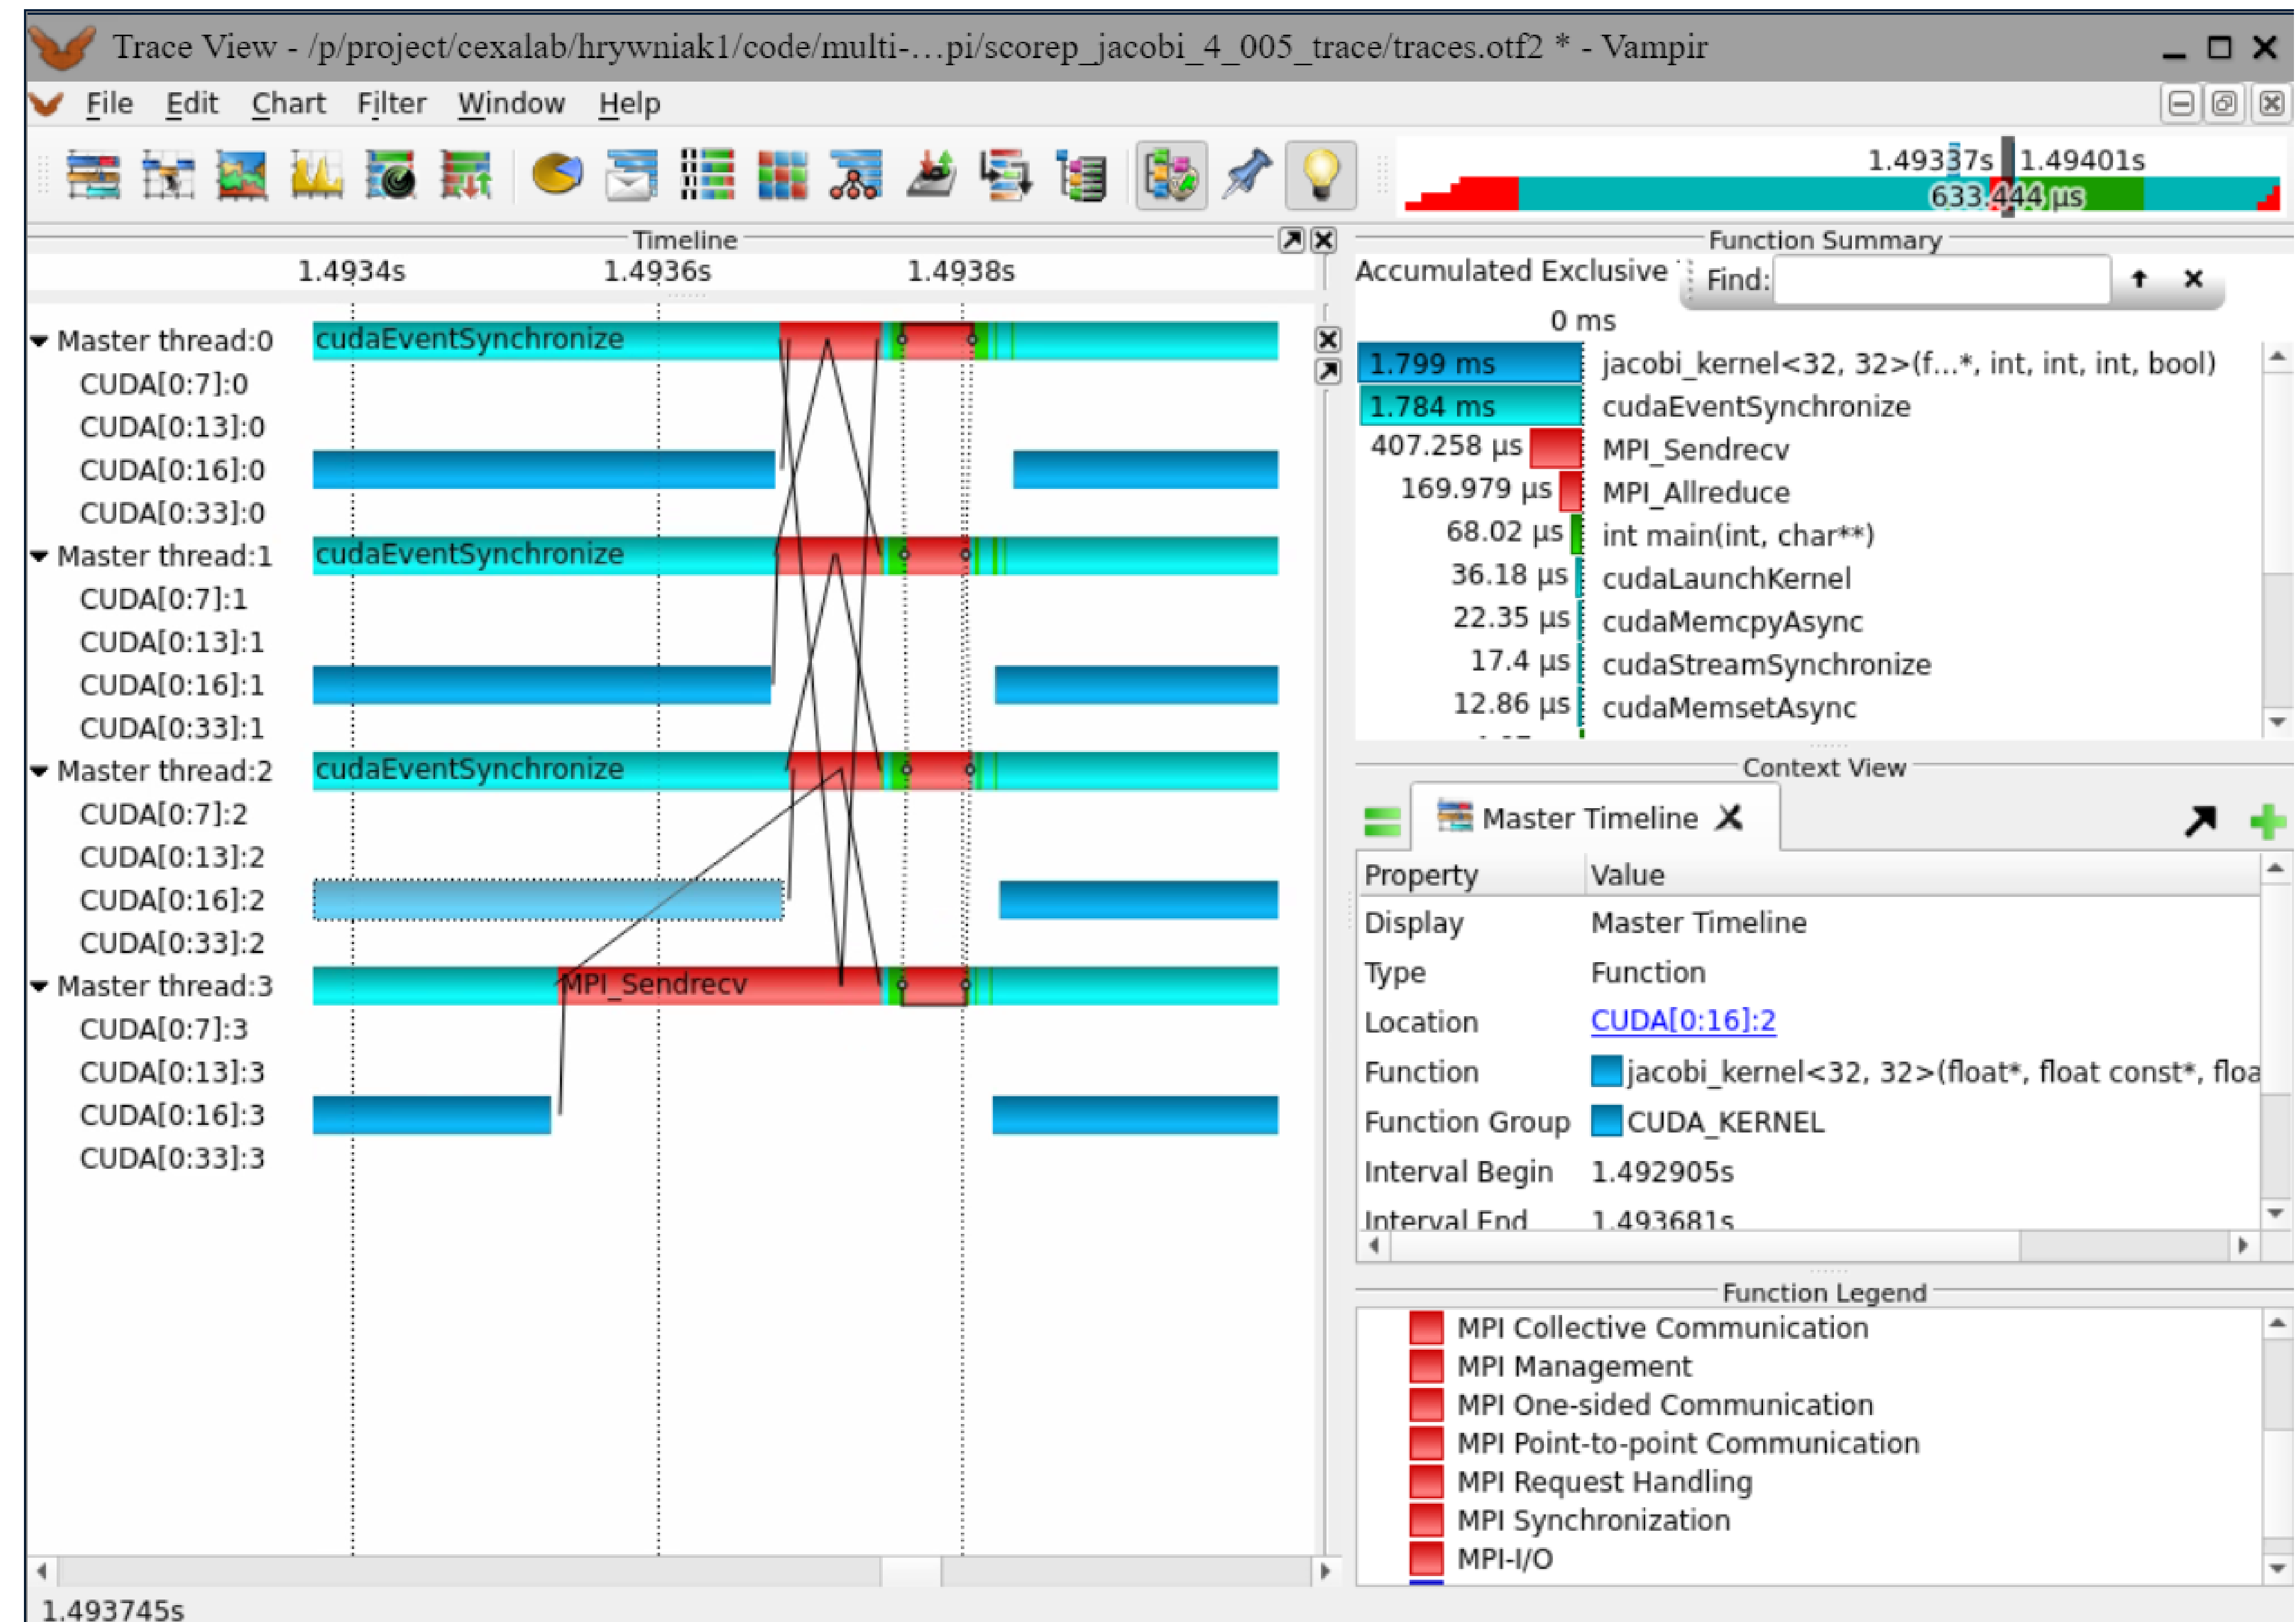 Trace View - /p/project/cexalab/hrywniak1/code/multi-...pi/scorep_jacobi_4_005_trace/traces.otf2 * - Vampir
File Edit Chart Filter Window Help
1.49337s 1.49401s
633.444 µs
Timeline
1.4934s 1.4936s 1.4938s
Master thread:0 cudaEventSynchronize
CUDA[0:7]:0
CUDA[0:13]:0
CUDA[0:16]:0
CUDA[0:33]:0
Master thread:1 cudaEventSynchronize
CUDA[0:7]:1
CUDA[0:13]:1
CUDA[0:16]:1
CUDA[0:33]:1
Master thread:2 cudaEventSynchronize
CUDA[0:7]:2
CUDA[0:13]:2
CUDA[0:16]:2
CUDA[0:33]:2
Master thread:3 MPI_Sendrecv
CUDA[0:7]:3
CUDA[0:13]:3
CUDA[0:16]:3
CUDA[0:33]:3
1.493745s
Function Summary
Accumulated Exclusive Find:
0 ms
1.799 ms jacobi_kernel<32, 32>(f...*, int, int, int, bool)
1.784 ms cudaEventSynchronize
407.258 µs MPI_Sendrecv
169.979 µs MPI_Allreduce
68.02 µs int main(int, char**)
36.18 µs cudaLaunchKernel
22.35 µs cudaMemcpyAsync
17.4 µs cudaStreamSynchronize
12.86 µs cudaMemsetAsync
Context View
Master Timeline
Property Value
Display Master Timeline
Type Function
Location CUDA[0:16]:2
Function jacobi_kernel<32, 32>(float*, float const*, floa
Function Group CUDA_KERNEL
Interval Begin 1.492905s
Interval End 1.493681s
Function Legend
MPI Collective Communication
MPI Management
MPI One-sided Communication
MPI Point-to-point Communication
MPI Request Handling
MPI Synchronization
MPI-I/O